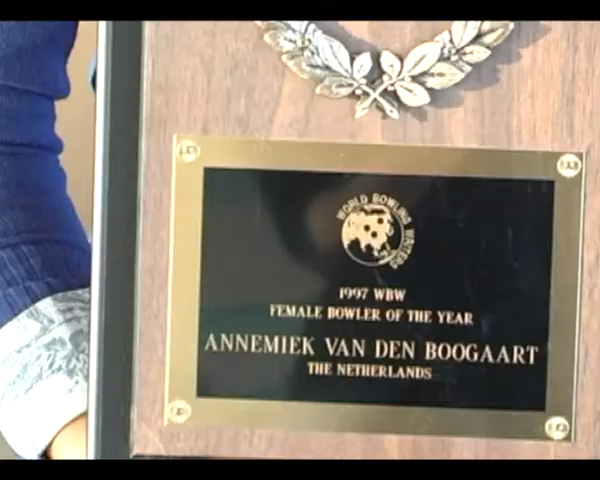 WORLD BOWLING WRITERS
1997 WBW
FEMALE BOWLER OF THE YEAR
ANNEMIEK VAN DEN BOOGAART
THE NETHERLANDS